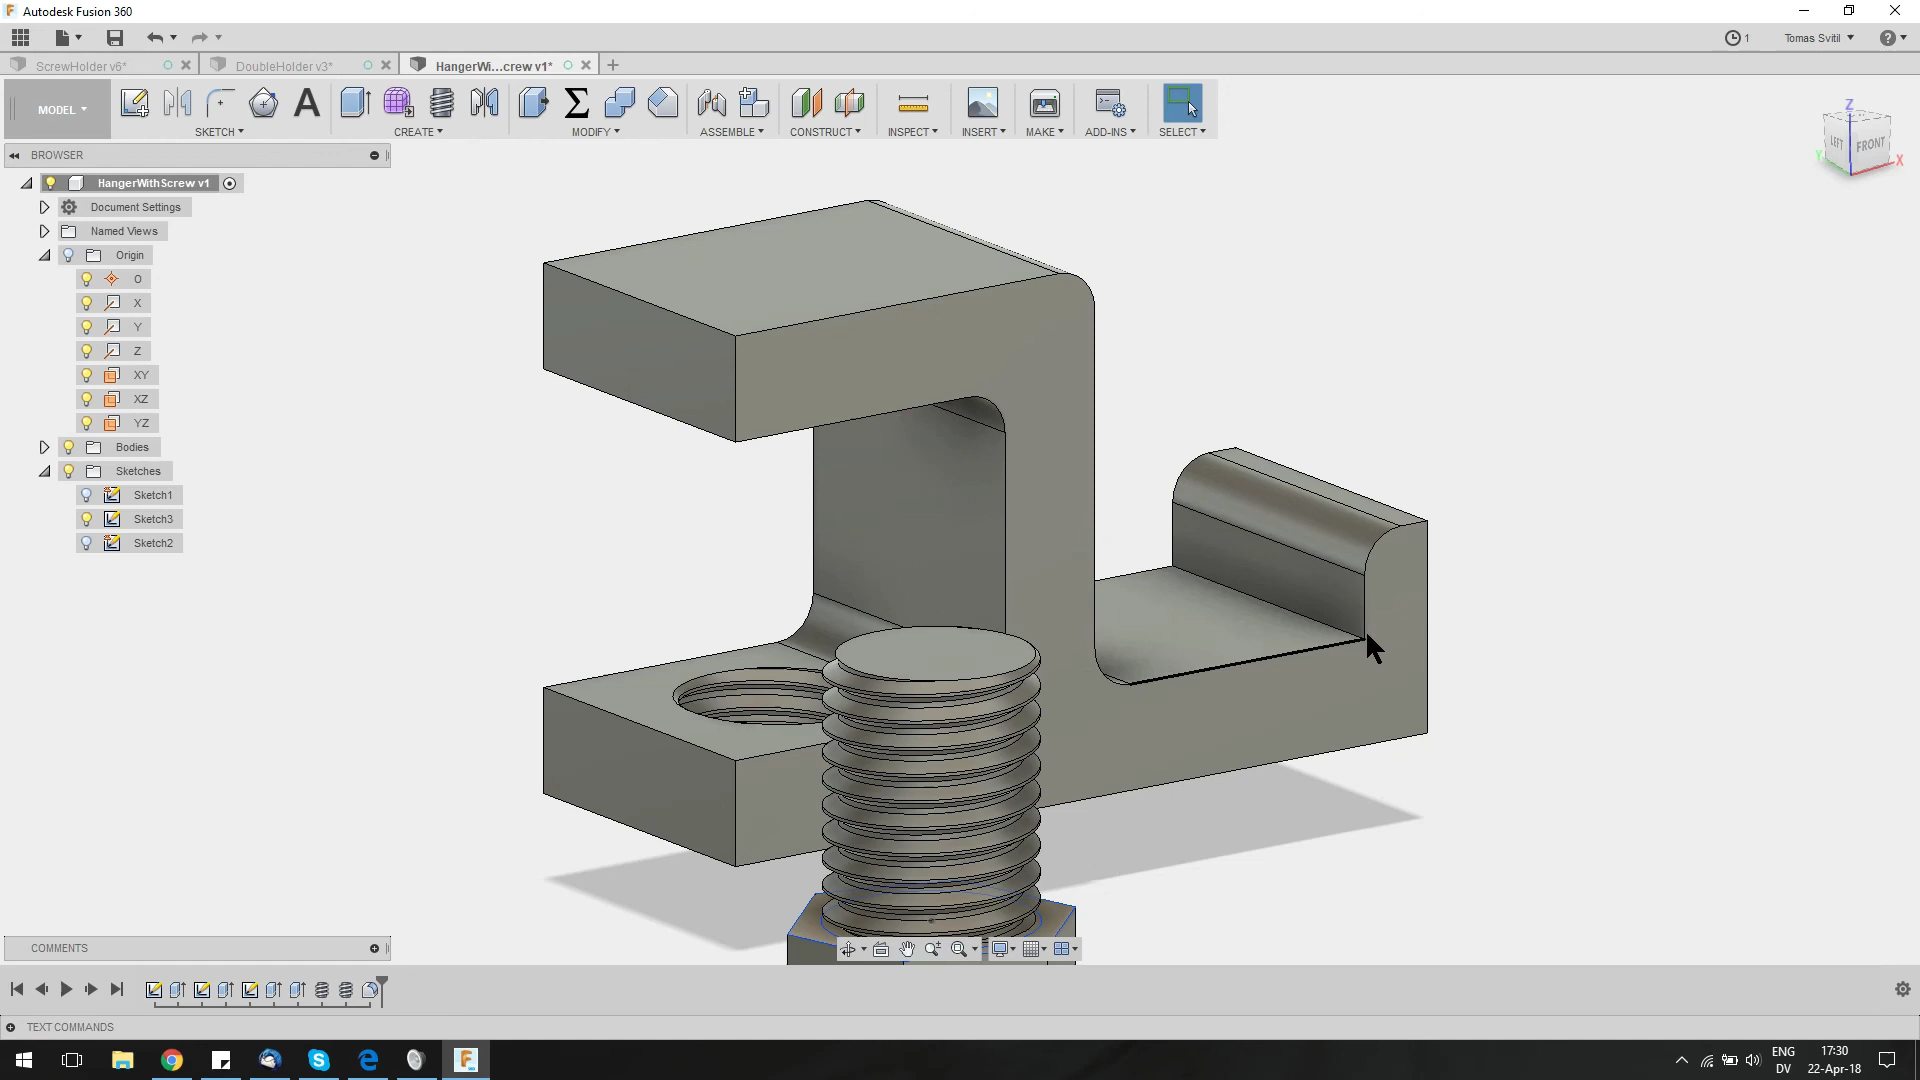 Autodesk Fusion 360
1
Tomas Svitil
ScrewHolder v6*
DoubleHolder v3*
HangerWi...crew v1*
MODEL
SKETCH
CREATE
MODIFY
ASSEMBLE
CONSTRUCT
INSPECT
INSERT
MAKE
ADD-INS
SELECT
Z
LEFT
FRONT
Y
X
BROWSER
HangerWithScrew v1
Document Settings
Named Views
Origin
O
X
Y
Z
XY
XZ
YZ
Bodies
Sketches
Sketch1
Sketch3
Sketch2
COMMENTS
TEXT COMMANDS
ENG
DV
17:30
22-Apr-18